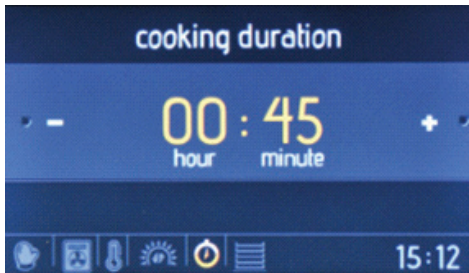 cooking duration
- 00 : 45 +
hour minute
15:12